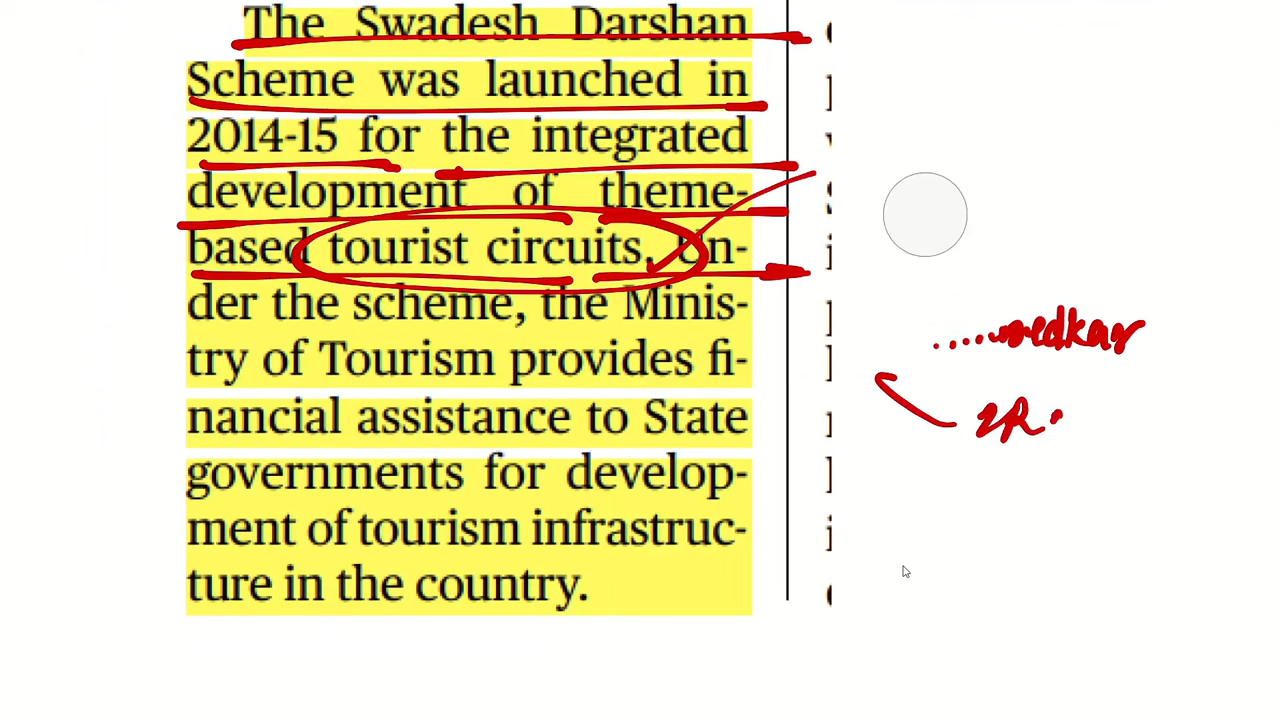 The Swadesh Darshan
Scheme was launched in
2014-15 for the integrated
development of theme-
based tourist circuits. Un-
der the scheme, the Minis-
try of Tourism provides fi-
nancial assistance to State
governments for develop-
ment of tourism infrastruc-
ture in the country.